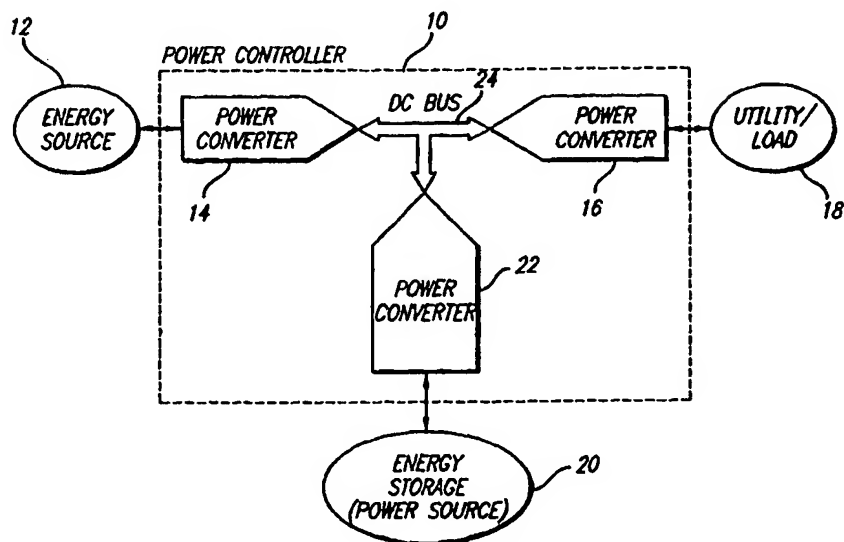 12
10
POWER CONTROLLER
24
DC BUS
ENERGY
SOURCE
POWER
CONVERTER
POWER
CONVERTER
UTILITY/
LOAD
14
16
18
22
POWER
CONVERTER
ENERGY
STORAGE
(POWER SOURCE)
20